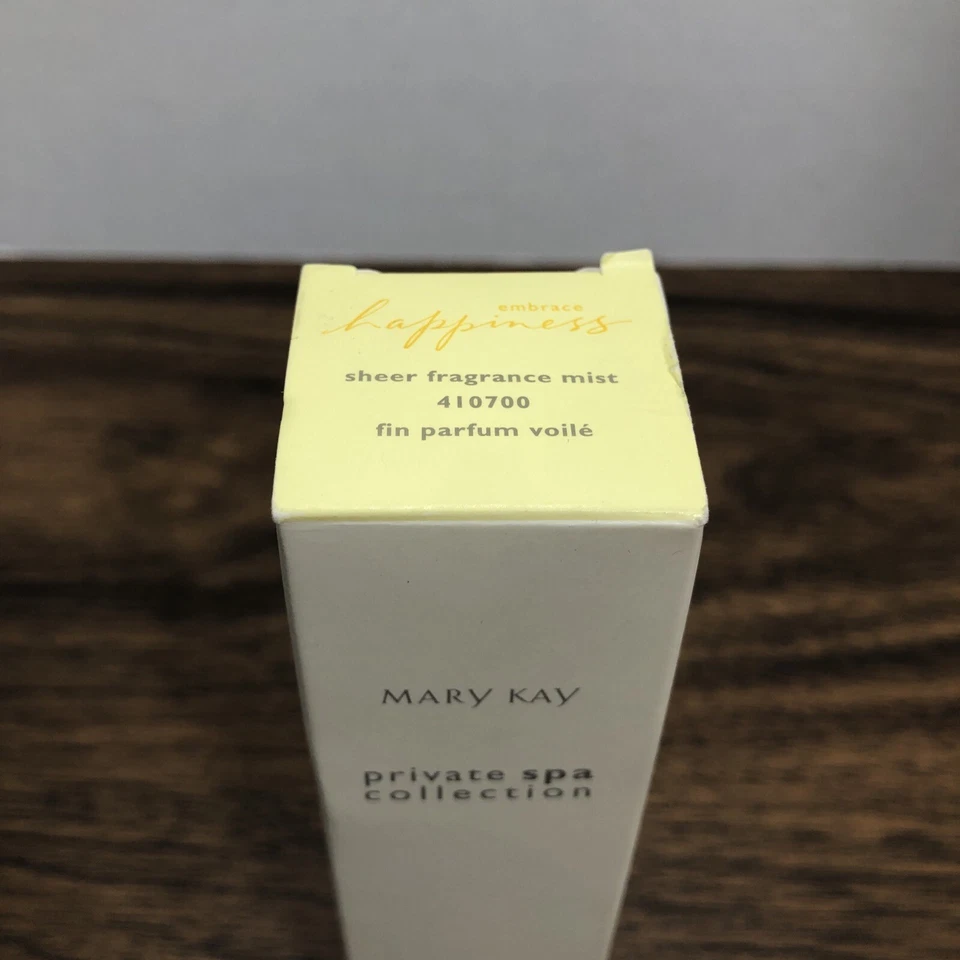 embrace
happiness
sheer fragrance mist
410700
fin parfum voilé
MARY KAY
private spa
collection